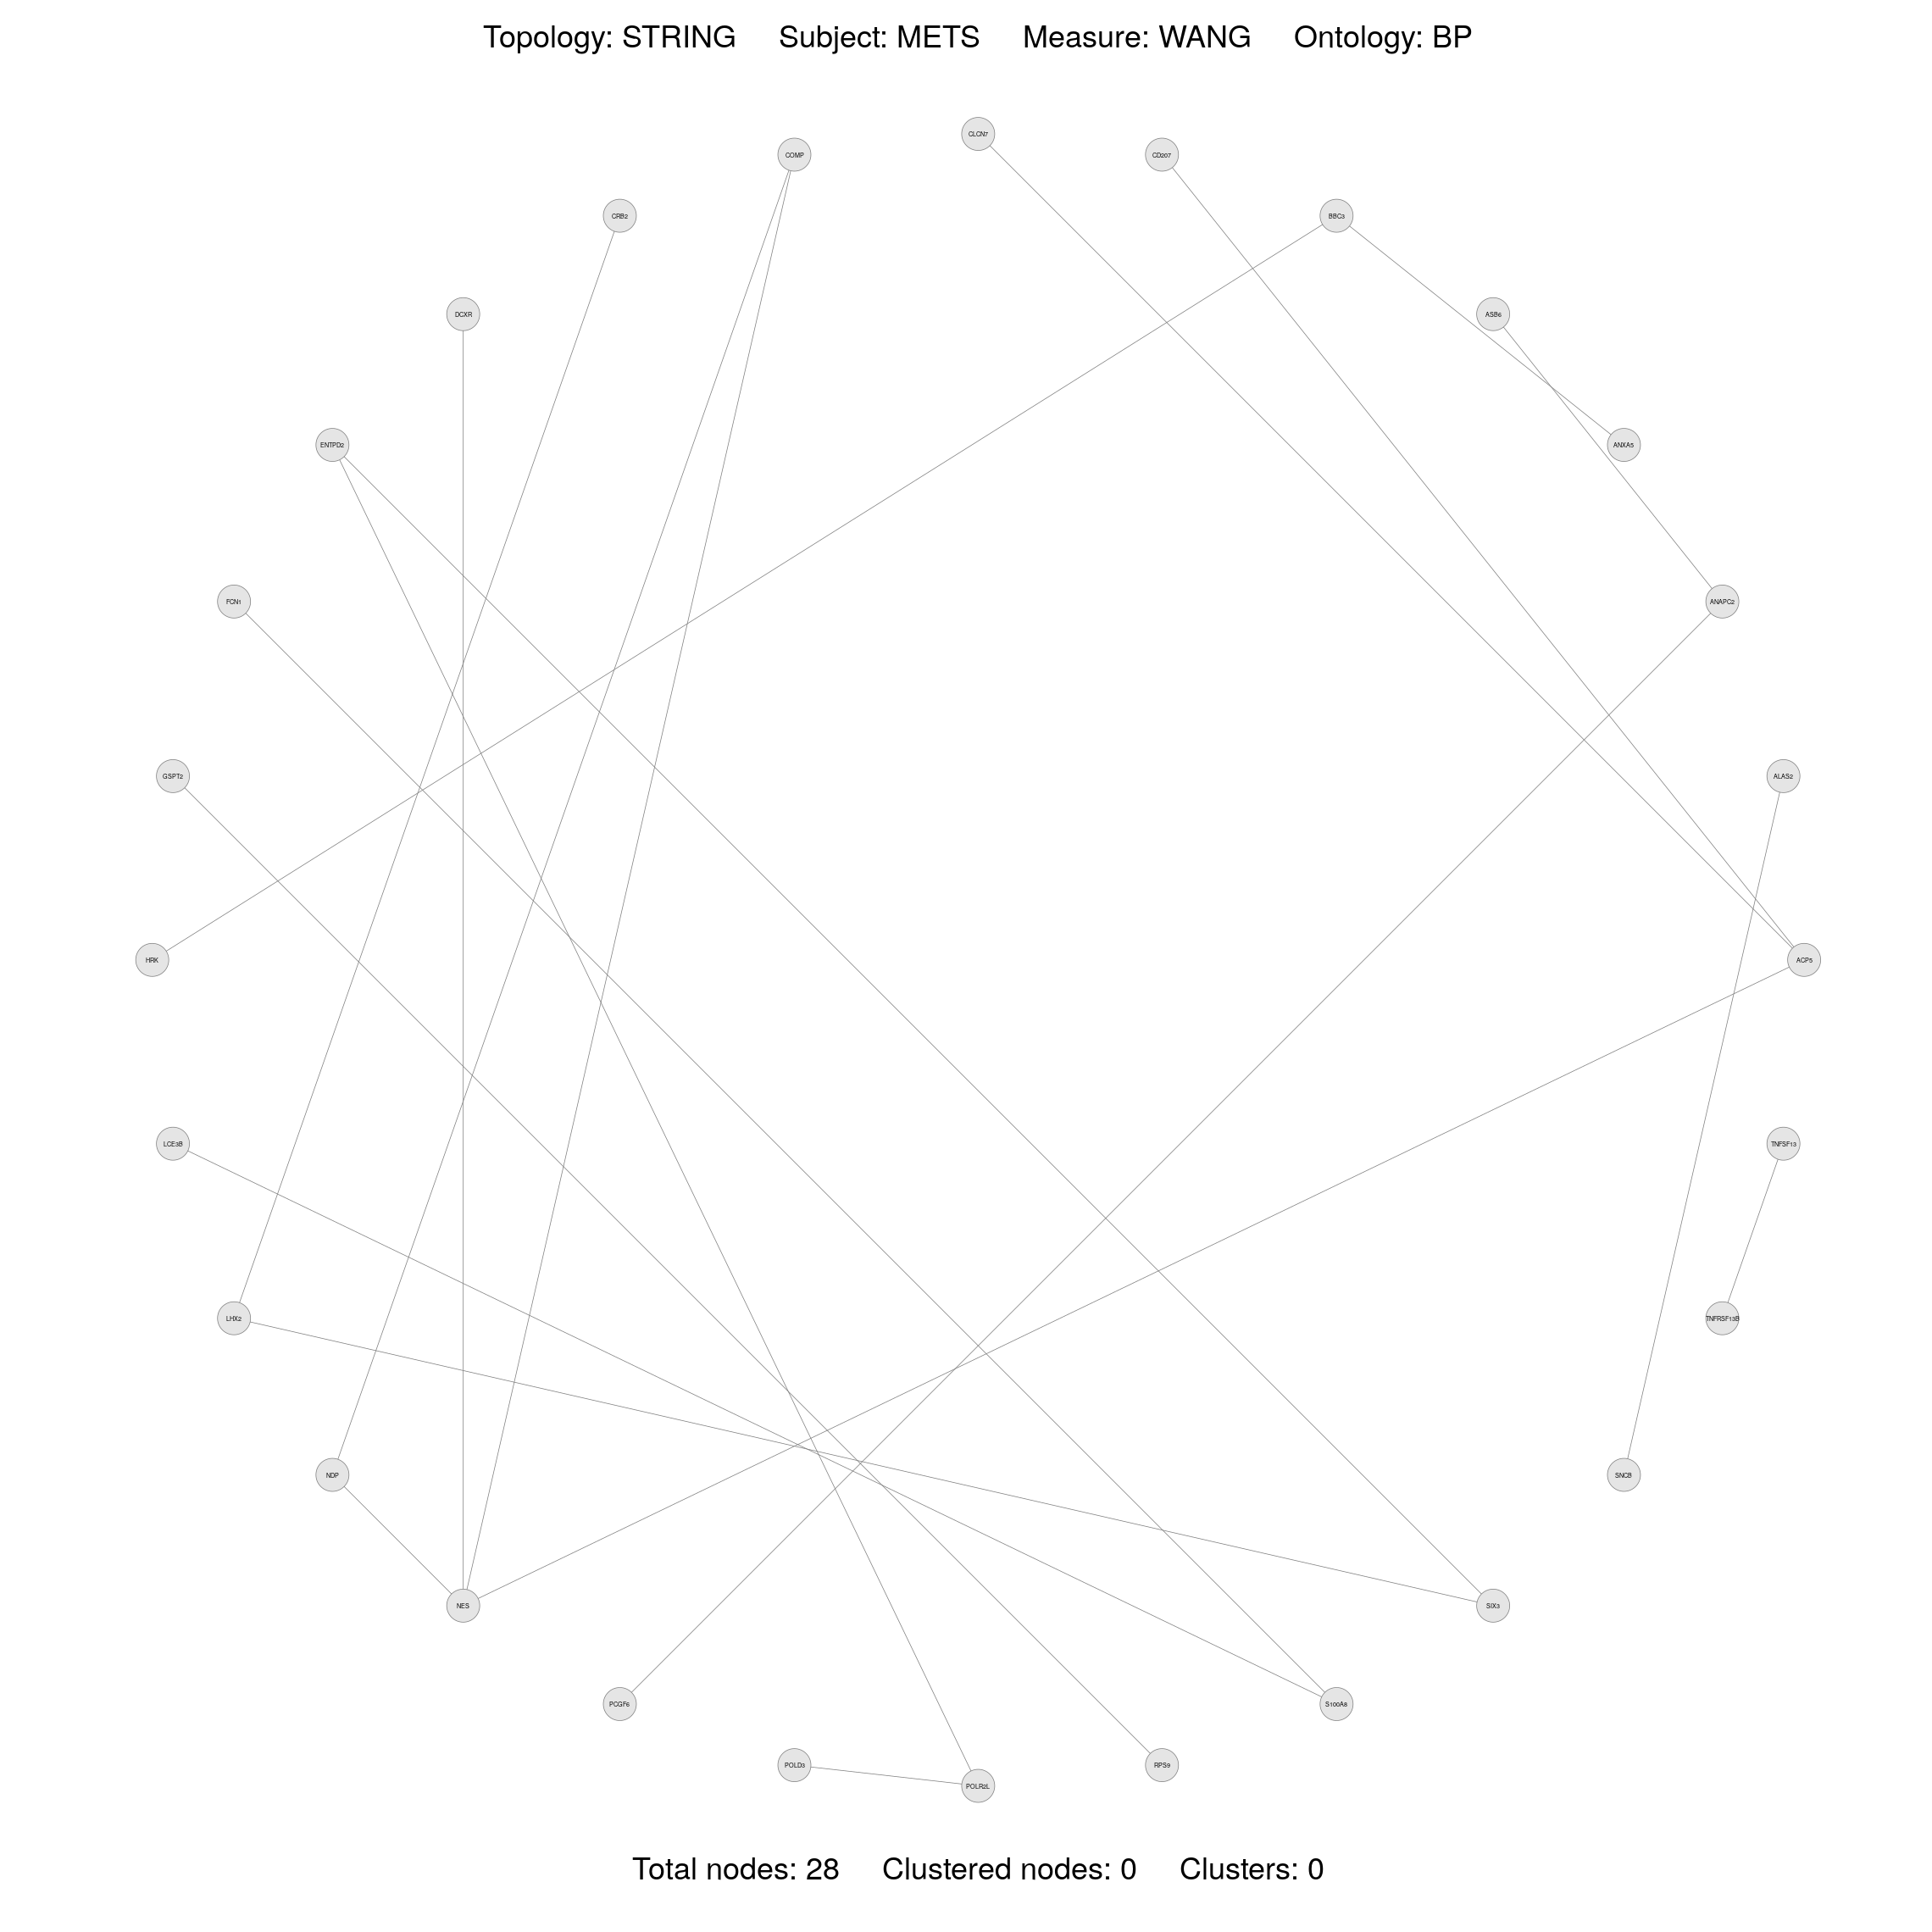 Topology: STRING Subject: METS Measure: WANG Ontology: BP
CLCN7
COMP
CD207
CRB2
BBC3
DCXR
ASB6
ENTPD2
ANXA5
FCN1
ANAPC2
GSPT2
ALAS2
HRK
ACP5
LCE3B
TNFSF13
LHX2
TNFRSF13B
NDP
SNCB
NES
SIX3
PCGF6
S100A8
POLD3
RPS9
POLR2L
Total nodes: 28 Clustered nodes: 0 Clusters: 0